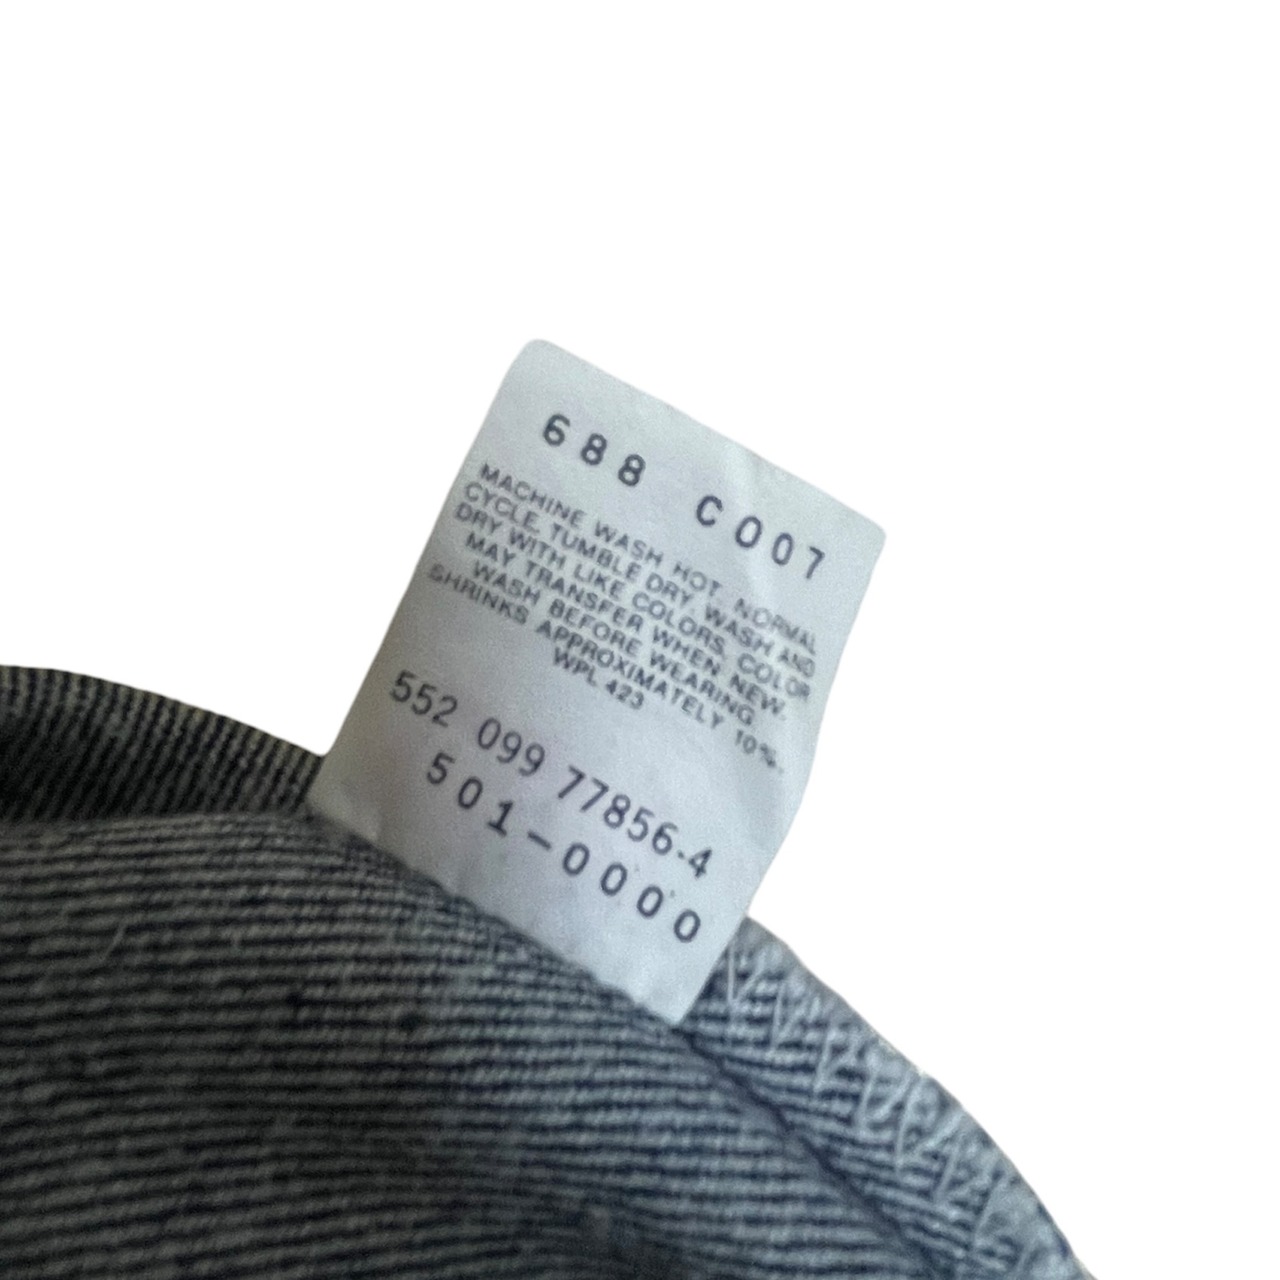 688 C007
MACHINE WASH HOT, NORMAL
CYCLE, TUMBLE DRY, WASH AND
DRY WITH LIKE COLORS, COLOR
MAY TRANSFER WHEN NEW.
WASH BEFORE WEARING.
SHRINKS APPROXIMATELY 10%.
WPL 423
552 099 77856-4
501-0000